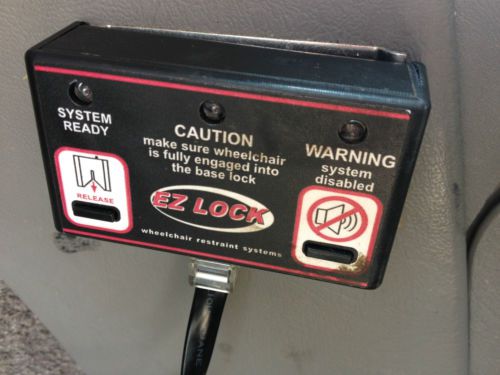 SYSTEM
READY
CAUTION
make sure wheelchair
is fully engaged into
the base lock
WARNING
system
disabled
RELEASE
EZ LOCK
wheelchair restraint systems